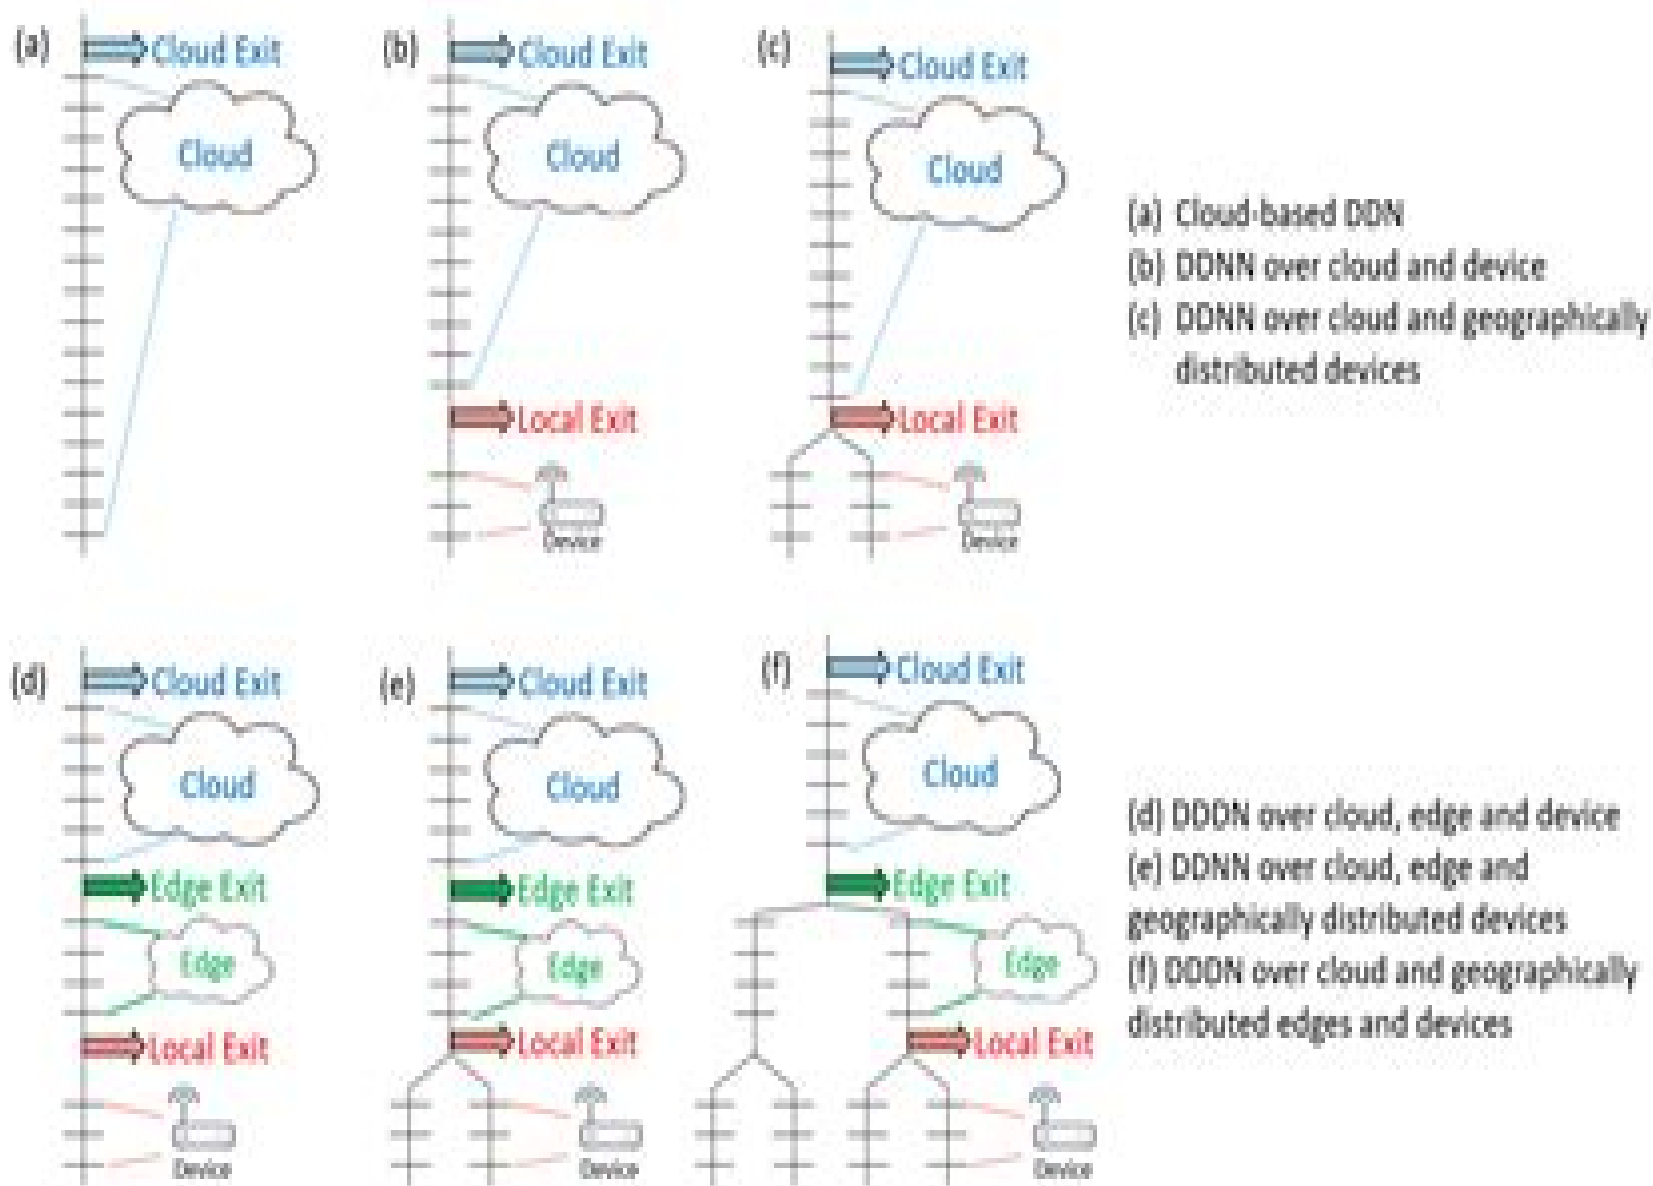 (a)
Cloud Exit
Cloud
(b)
Cloud Exit
Cloud
Local Exit
Device
(c)
Cloud Exit
Cloud
Local Exit
Device
(a) Cloud-based DDN
(b) DDNN over cloud and device
(c) DDNN over cloud and geographically
distributed devices
(d)
Cloud Exit
Cloud
Edge Exit
Edge
Local Exit
Device
(e)
Cloud Exit
Cloud
Edge Exit
Edge
Local Exit
Device
(f)
Cloud Exit
Cloud
Edge Exit
Edge
Local Exit
Device
(d) DDDN over cloud, edge and device
(e) DDNN over cloud, edge and
geographically distributed devices
(f) DDDN over cloud and geographically
distributed edges and devices